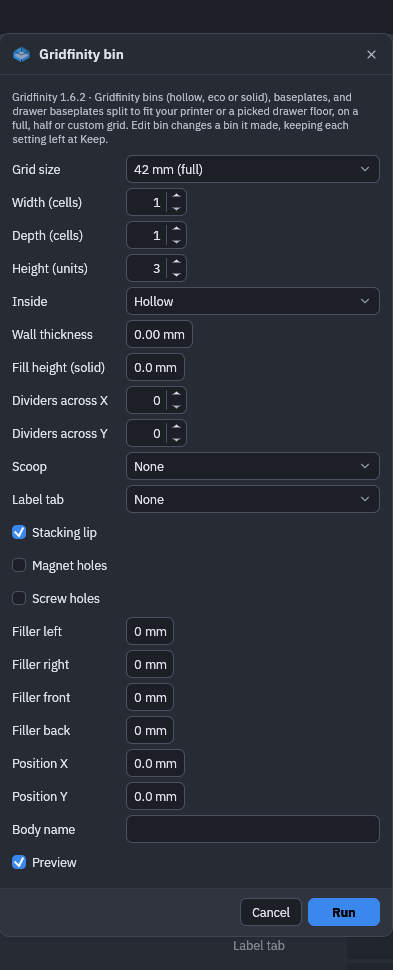 Gridfinity bin
Gridfinity 1.6.2 - Gridfinity bins (hollow, eco or solid), baseplates, and
drawer baseplates split to fit your printer or a picked drawer floor, on a
full, half or custom grid. Edit bin changes a bin it made, keeping each
setting left at Keep.
Grid size 42 mm (full)
Width (cells) 1
Depth (cells) 1
Height (units) 3
Inside Hollow
Wall thickness 0.00 mm
Fill height (solid) 0.0 mm
Dividers across X 0
Dividers across Y 0
Scoop None
Label tab None
Stacking lip
Magnet holes
Screw holes
Filler left 0 mm
Filler right 0 mm
Filler front 0 mm
Filler back 0 mm
Position X 0.0 mm
Position Y 0.0 mm
Body name
Preview
Cancel Run
Label tab